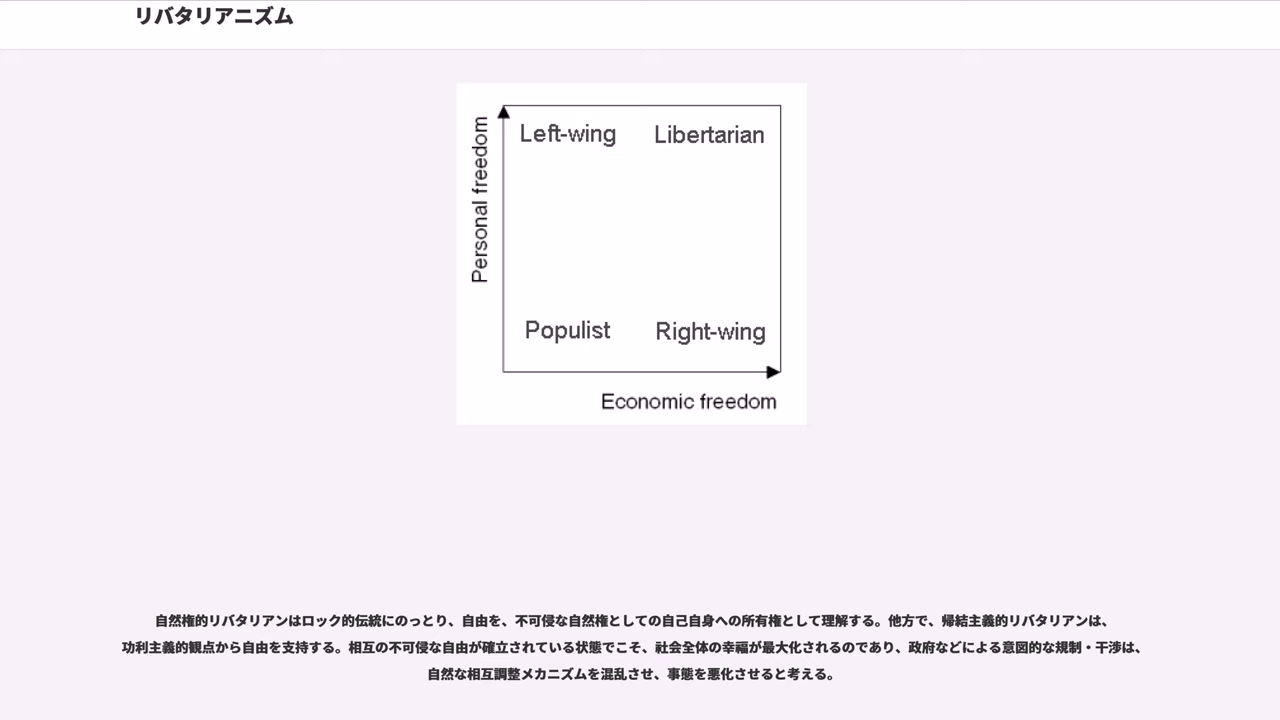 リバタリアニズム
Personal freedom
Left-wing
Libertarian
Populist
Right-wing
Economic freedom
自然権的リバタリアンはロック的伝統にのっとり、自由を、不可侵な自然権としての自己自身への所有権として理解する。他方で、帰結主義的リバタリアンは、
功利主義的観点から自由を支持する。相互の不可侵な自由が確立されている状態でこそ、社会全体の幸福が最大化されるのであり、政府などによる意図的な規制・干渉は、
自然な相互調整メカニズムを混乱させ、事態を悪化させると考える。